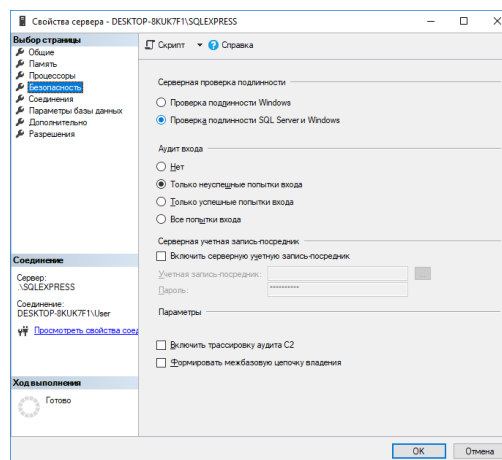 Свойства сервера - DESKTOP-8KUK7F1\SQLEXPRESS
Выбор страницы
Общие
Память
Процессоры
Безопасность
Соединения
Параметры базы данных
Дополнительно
Разрешения
Скрипт
Справка
Серверная проверка подлинности
Проверка подлинности Windows
Проверка подлинности SQL Server и Windows
Аудит входа
Нет
Только неуспешные попытки входа
Только успешные попытки входа
Все попытки входа
Серверная учетная запись-посредник
Включить серверную учетную запись-посредник
Учетная запись-посредник:
...
Пароль:
**********
Параметры
Включить трассировку аудита C2
Формировать межбазовую цепочку владения
Соединение
Сервер:
.\SQLEXPRESS
Соединение:
DESKTOP-8KUK7F1\User
Просмотреть свойства соед
Ход выполнения
Готово
OK
Отмена